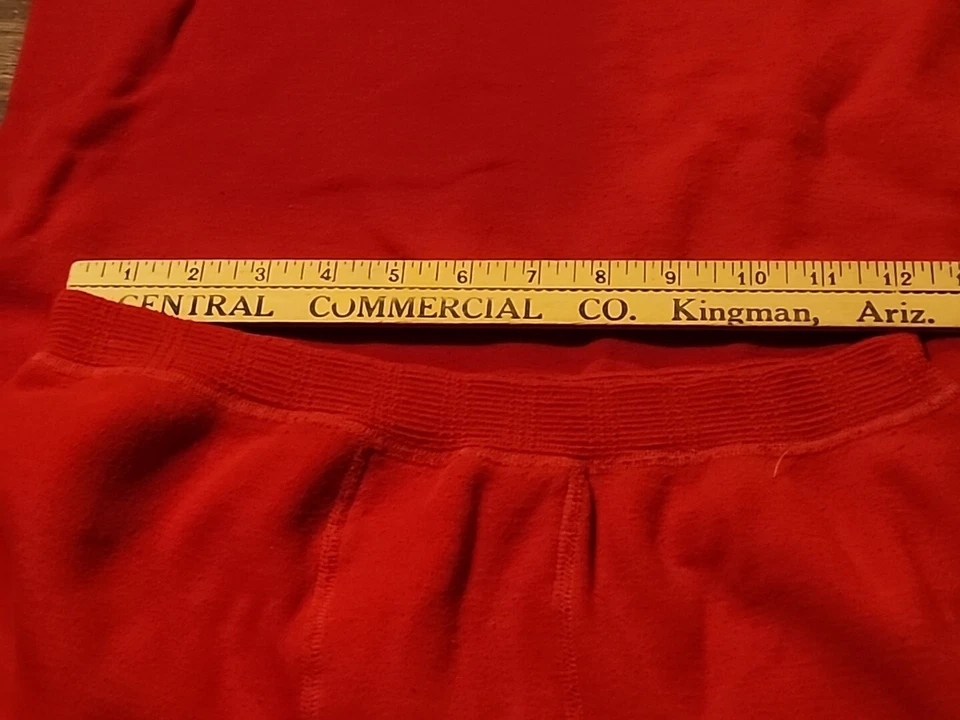 1 2 3 4 5 6 7 8 9 10 11 12
CENTRAL COMMERCIAL CO. Kingman, Ariz.